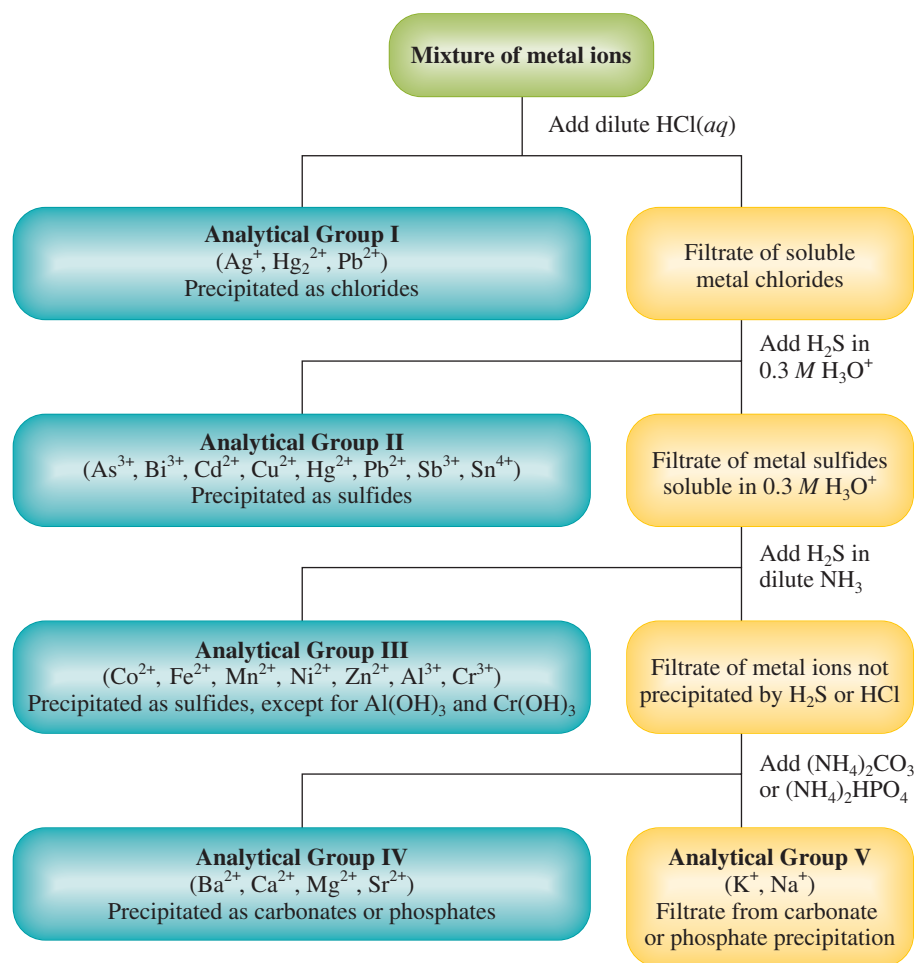 Mixture of metal ions
Add dilute HCl(aq)
Analytical Group I
(Ag⁺, Hg₂²⁺, Pb²⁺)
Precipitated as chlorides
Filtrate of soluble
metal chlorides
Add H₂S in
0.3 M H₃O⁺
Analytical Group II
(As³⁺, Bi³⁺, Cd²⁺, Cu²⁺, Hg²⁺, Pb²⁺, Sb³⁺, Sn⁴⁺)
Precipitated as sulfides
Filtrate of metal sulfides
soluble in 0.3 M H₃O⁺
Add H₂S in
dilute NH₃
Analytical Group III
(Co²⁺, Fe²⁺, Mn²⁺, Ni²⁺, Zn²⁺, Al³⁺, Cr³⁺)
Precipitated as sulfides, except for Al(OH)₃ and Cr(OH)₃
Filtrate of metal ions not
precipitated by H₂S or HCl
Add (NH₄)₂CO₃
or (NH₄)₂HPO₄
Analytical Group IV
(Ba²⁺, Ca²⁺, Mg²⁺, Sr²⁺)
Precipitated as carbonates or phosphates
Analytical Group V
(K⁺, Na⁺)
Filtrate from carbonate
or phosphate precipitation